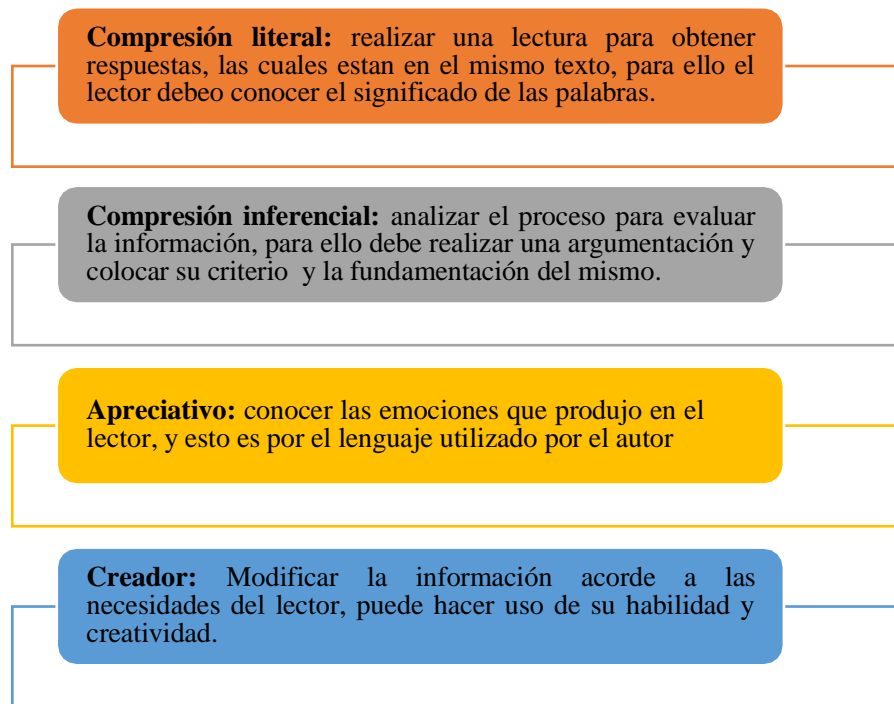 Compresión literal: realizar una lectura para obtener
respuestas, las cuales estan en el mismo texto, para ello el
lector debeo conocer el significado de las palabras.
Compresión inferencial: analizar el proceso para evaluar
la información, para ello debe realizar una argumentación y
colocar su criterio y la fundamentación del mismo.
Apreciativo: conocer las emociones que produjo en el
lector, y esto es por el lenguaje utilizado por el autor
Creador: Modificar la información acorde a las
necesidades del lector, puede hacer uso de su habilidad y
creatividad.